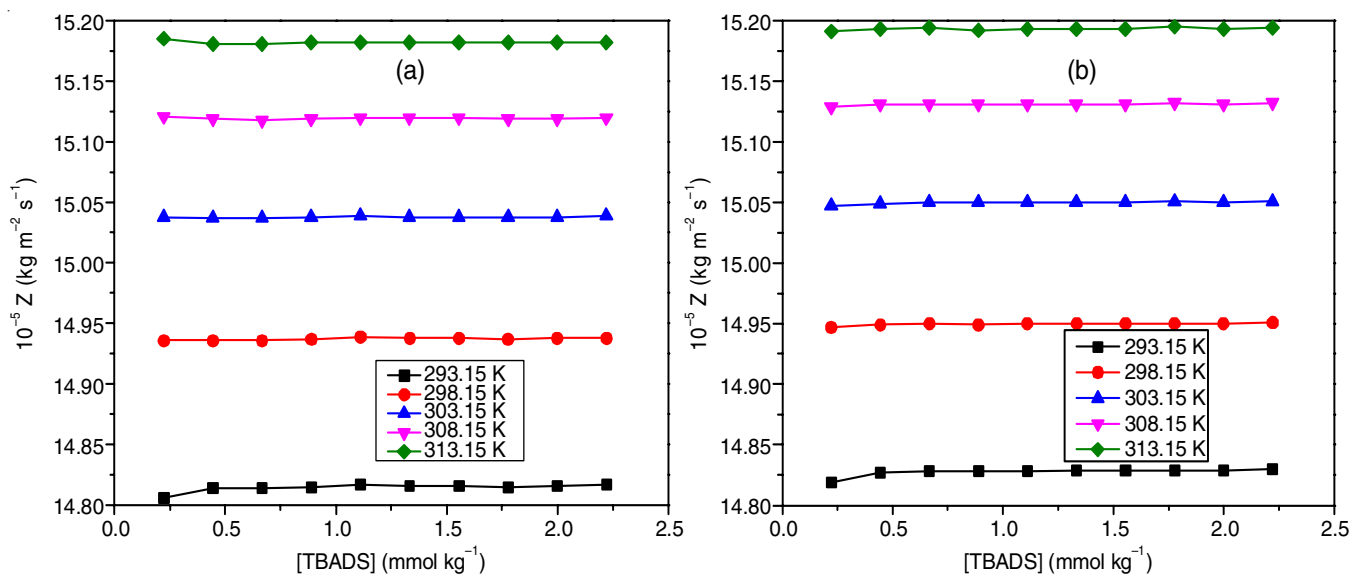 (a)
10⁻⁵ Z (kg m⁻² s⁻¹)
15.20
15.15
15.10
15.05
15.00
14.95
14.90
14.85
14.80
293.15 K
298.15 K
303.15 K
308.15 K
313.15 K
0.0 0.5 1.0 1.5 2.0 2.5
[TBADS] (mmol kg⁻¹)
(b)
10⁻⁵ Z (kg m⁻² s⁻¹)
15.20
15.15
15.10
15.05
15.00
14.95
14.90
14.85
14.80
293.15 K
298.15 K
303.15 K
308.15 K
313.15 K
0.0 0.5 1.0 1.5 2.0 2.5
[TBADS] (mmol kg⁻¹)